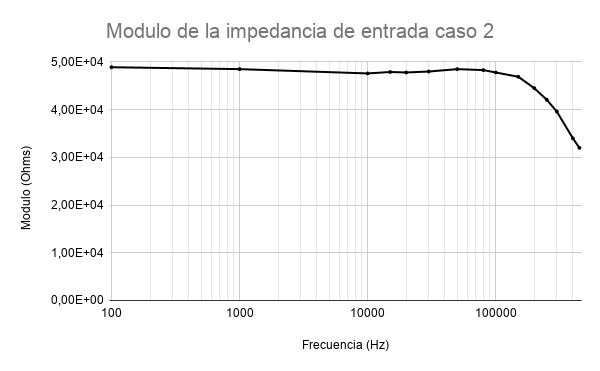 Modulo de la impedancia de entrada caso 2
5,00E+04
4,00E+04
3,00E+04
2,00E+04
1,00E+04
0,00E+00
Modulo (Ohms)
100 1000 10000 100000
Frecuencia (Hz)